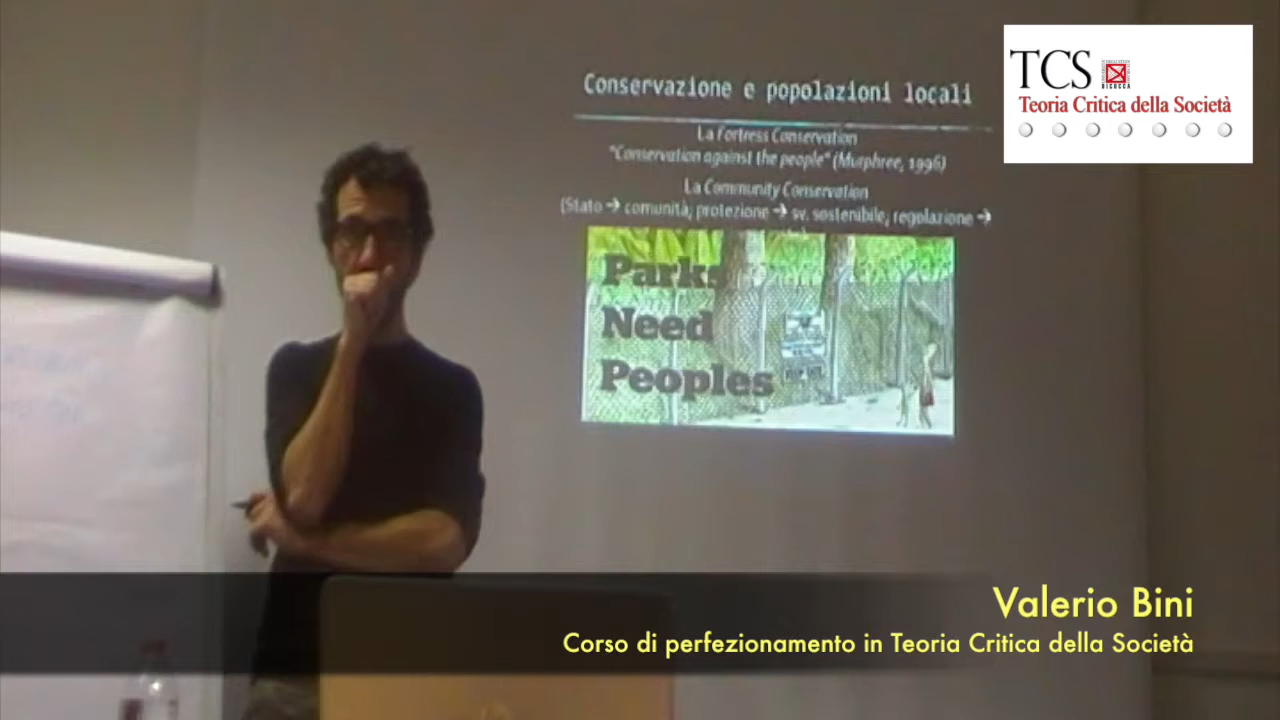 Conservazione e popolazioni locali
La Fortress Conservation
"Conservation against the people" (Murphree, 1996)
La Community Conservation
(Stato → comunità; protezione → sv. sostenibile, regolazione →
Parks
Need
Peoples
TCS
BICOCCA
Teoria Critica della Società
Valerio Bini
Corso di perfezionamento in Teoria Critica della Società